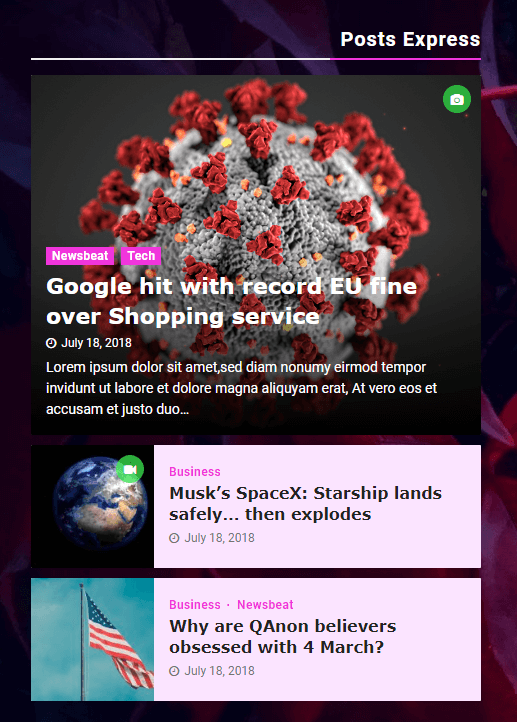 Posts Express
Newsbeat Tech
Google hit with record EU fine
over Shopping service
July 18, 2018
Lorem ipsum dolor sit amet,sed diam nonumy eirmod tempor
invidunt ut labore et dolore magna aliquyam erat, At vero eos et
accusam et justo duo...
Business
Musk’s SpaceX: Starship lands
safely... then explodes
July 18, 2018
Business · Newsbeat
Why are QAnon believers
obsessed with 4 March?
July 18, 2018